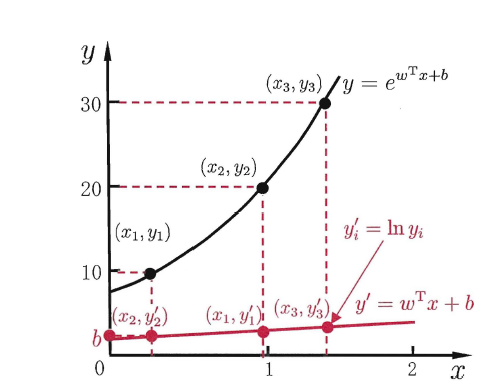 y
30
20
10
b
0
1
2
x
(x₃, y₃)
y = e^{wᵀx+b}
(x₂, y₂)
(x₁, y₁)
y′ᵢ = ln yᵢ
(x₂, y′₂)
(x₁, y′₁)
(x₃, y′₃)
y′ = wᵀx + b